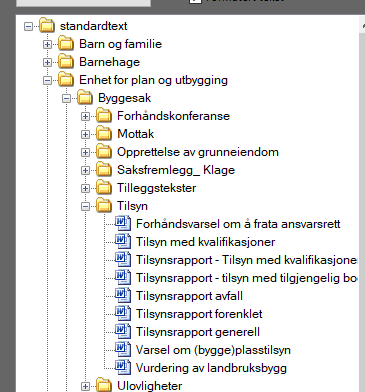 standardtext
Barn og familie
Barnehage
Enhet for plan og utbygging
Byggesak
Forhåndskonferanse
Mottak
Opprettelse av grunneiendom
Saksfremlegg_ Klage
Tilleggstekster
Tilsyn
Forhåndsvarsel om å frata ansvarsrett
Tilsyn med kvalifikasjoner
Tilsynsrapport - Tilsyn med kvalifikasjone
Tilsynsrapport - tilsyn med tilgjengelig bo
Tilsynsrapport avfall
Tilsynsrapport forenklet
Tilsynsrapport generell
Varsel om (bygge)plasstilsyn
Vurdering av landbruksbygg
Ulovligheter